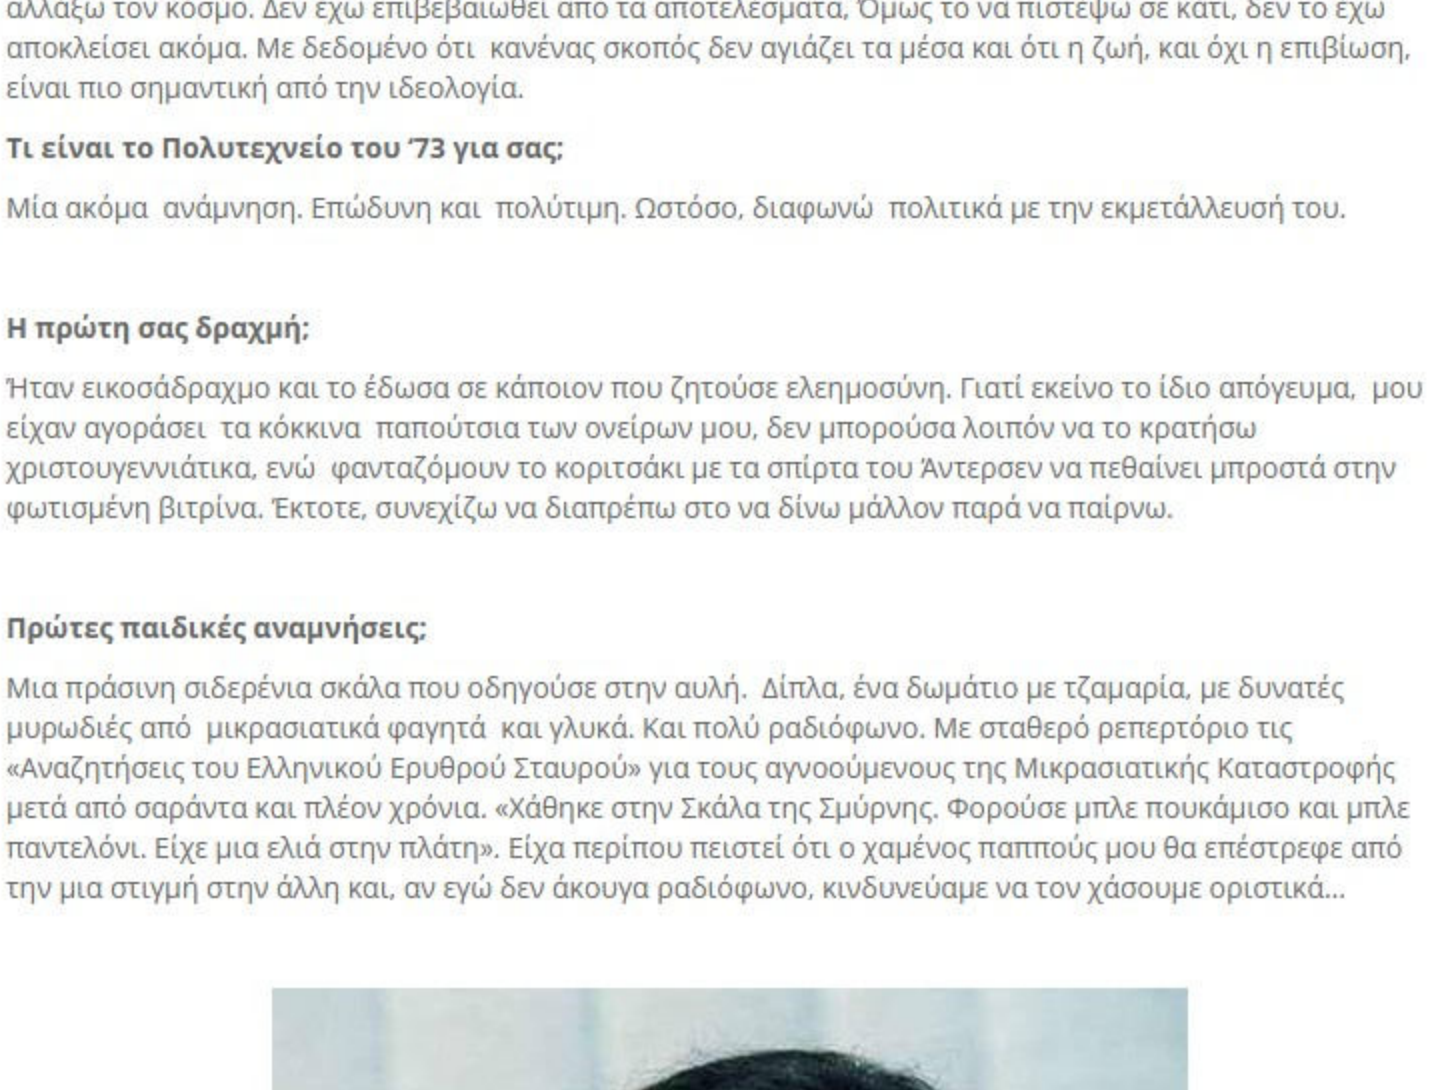 αλλάξω τον κόσμο. Δεν έχω επιβεβαιωθεί από τα αποτελέσματα, Όμως το να πιστέψω σε κάτι, δεν το έχω
αποκλείσει ακόμα. Με δεδομένο ότι  κανένας σκοπός δεν αγιάζει τα μέσα και ότι η ζωή, και όχι η επιβίωση,
είναι πιο σημαντική από την ιδεολογία.
Τι είναι το Πολυτεχνείο του ‘73 για σας;
Μία ακόμα  ανάμνηση. Επώδυνη και  πολύτιμη. Ωστόσο, διαφωνώ  πολιτικά με την εκμετάλλευσή του.
Η πρώτη σας δραχμή;
Ήταν εικοσάδραχμο και το έδωσα σε κάποιον που ζητούσε ελεημοσύνη. Γιατί εκείνο το ίδιο απόγευμα,  μου
είχαν αγοράσει  τα κόκκινα  παπούτσια των ονείρων μου, δεν μπορούσα λοιπόν να το κρατήσω
χριστουγεννιάτικα, ενώ  φανταζόμουν το κοριτσάκι με τα σπίρτα του Άντερσεν να πεθαίνει μπροστά στην
φωτισμένη βιτρίνα. Έκτοτε, συνεχίζω να διαπρέπω στο να δίνω μάλλον παρά να παίρνω.
Πρώτες παιδικές αναμνήσεις;
Μια πράσινη σιδερένια σκάλα που οδηγούσε στην αυλή.  Δίπλα, ένα δωμάτιο με τζαμαρία, με δυνατές
μυρωδιές από  μικρασιατικά φαγητά  και γλυκά. Και πολύ ραδιόφωνο. Με σταθερό ρεπερτόριο τις
«Αναζητήσεις του Ελληνικού Ερυθρού Σταυρού» για τους αγνοούμενους της Μικρασιατικής Καταστροφής
μετά από σαράντα και πλέον χρόνια. «Χάθηκε στην Σκάλα της Σμύρνης. Φορούσε μπλε πουκάμισο και μπλε
παντελόνι. Είχε μια ελιά στην πλάτη». Είχα περίπου πειστεί ότι ο χαμένος παππούς μου θα επέστρεφε από
την μια στιγμή στην άλλη και, αν εγώ δεν άκουγα ραδιόφωνο, κινδυνεύαμε να τον χάσουμε οριστικά…